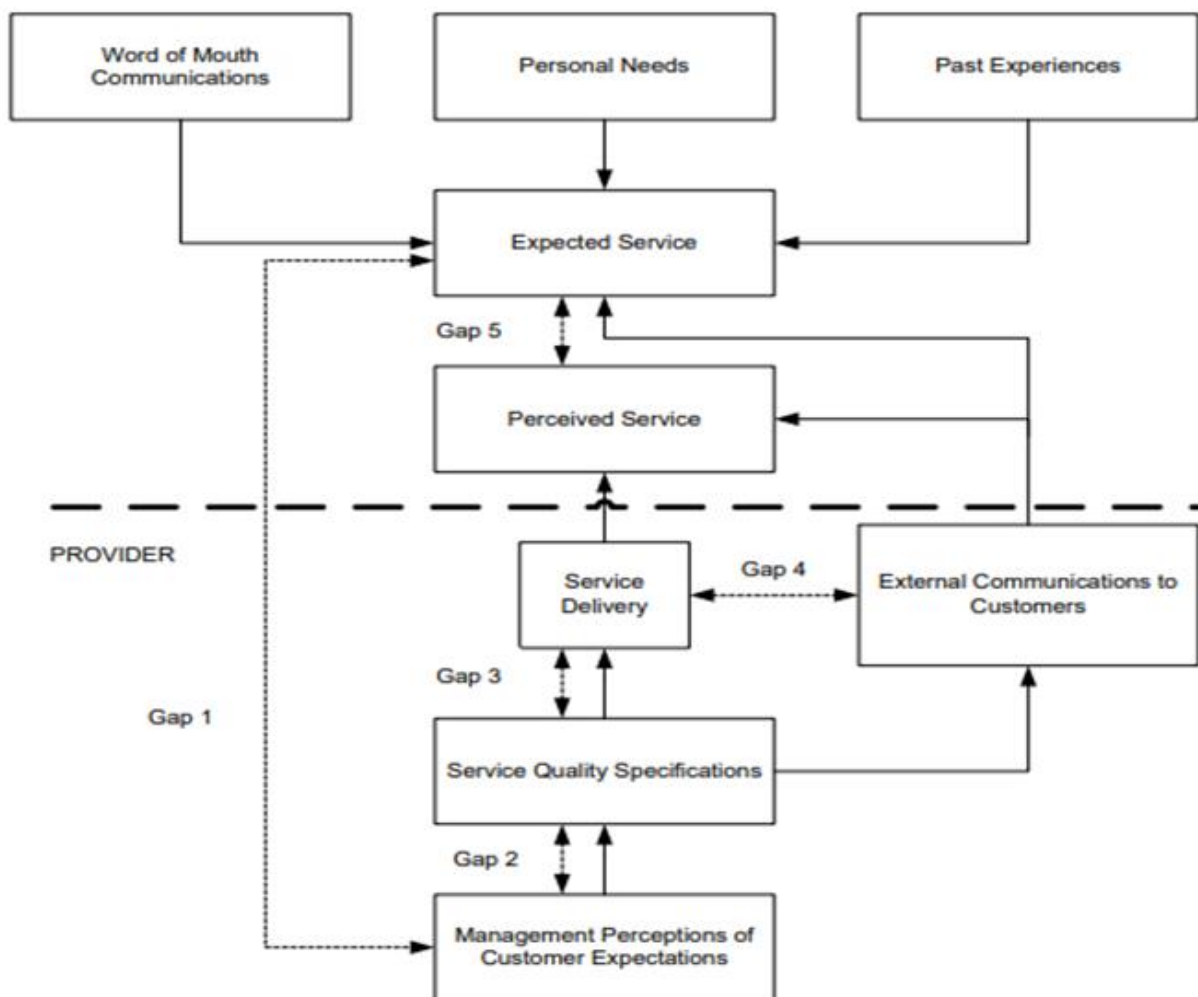 Word of Mouth
Communications
Personal Needs
Past Experiences
Expected Service
Gap 5
Perceived Service
PROVIDER
Service
Delivery
Gap 4
External Communications to
Customers
Gap 3
Gap 1
Service Quality Specifications
Gap 2
Management Perceptions of
Customer Expectations